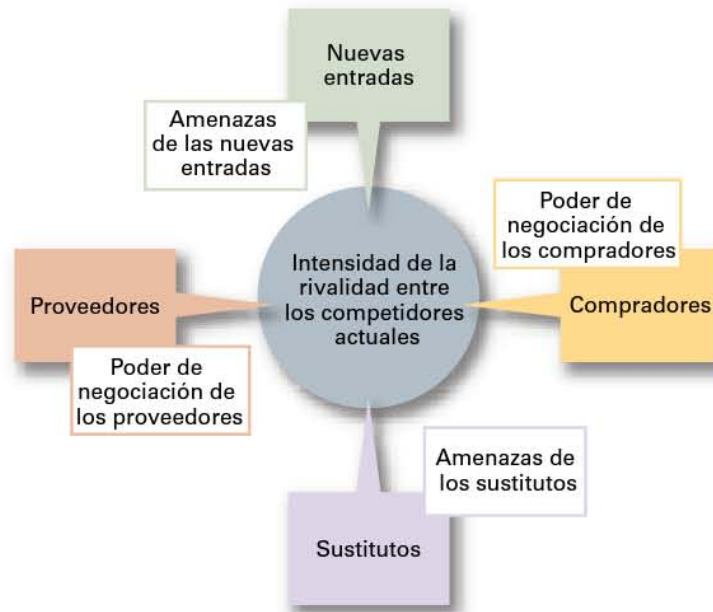 Nuevas
entradas
Amenazas
de las nuevas
entradas
Poder de
negociación de
los compradores
Intensidad de la
rivalidad entre
los competidores
actuales
Proveedores
Compradores
Poder de
negociación de
los proveedores
Amenazas de
los sustitutos
Sustitutos